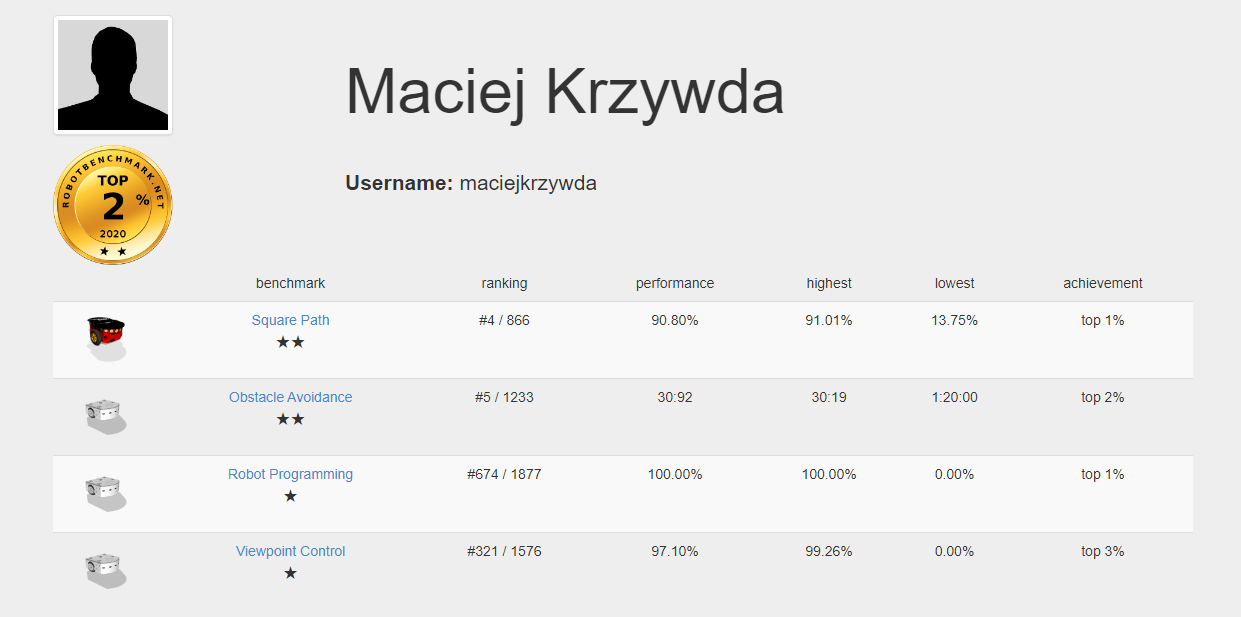 Maciej Krzywda
ROBOTBENCHMARK.NET
TOP
2 %
2020
Username: maciejkrzywda
benchmark ranking performance highest lowest achievement
Square Path #4 / 866 90.80% 91.01% 13.75% top 1%
★★
Obstacle Avoidance #5 / 1233 30:92 30:19 1:20:00 top 2%
★★
Robot Programming #674 / 1877 100.00% 100.00% 0.00% top 1%
★
Viewpoint Control #321 / 1576 97.10% 99.26% 0.00% top 3%
★